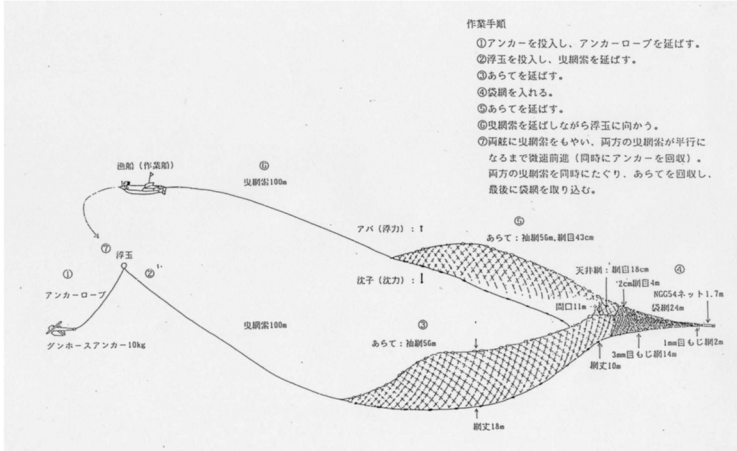 作業手順
①アンカーを投入し、アンカーロープを延ばす。
②浮玉を投入し、曳網索を延ばす。
③あらてを延ばす。
④袋網を入れる。
⑤あらてを延ばす。
⑥曳網索を延ばしながら浮玉に向かう。
⑦両舷に曳網索をもやい、両方の曳網索が平行に
なるまで微速前進(同時にアンカーを回収)。
両方の曳網索を同時にたぐり、あらてを回収し、
最後に袋網を取り込む。
漁船(作業船)
⑥
曳網索100m
アバ(浮力):↑
沈子(沈力):↓
⑤
あらて:袖網56m,網目43cm
天井網:網目18cm
④
2cm網目4m
NGG54ネット1.7m
袋網24m
間口11m
⑦
浮玉
①
②
アンカーロープ
ダンホースアンカー10kg
曳網索100m
③
あらて:袖網56m
1mm目もじ網2m
3mm目もじ網14m
網丈10m
網丈18m